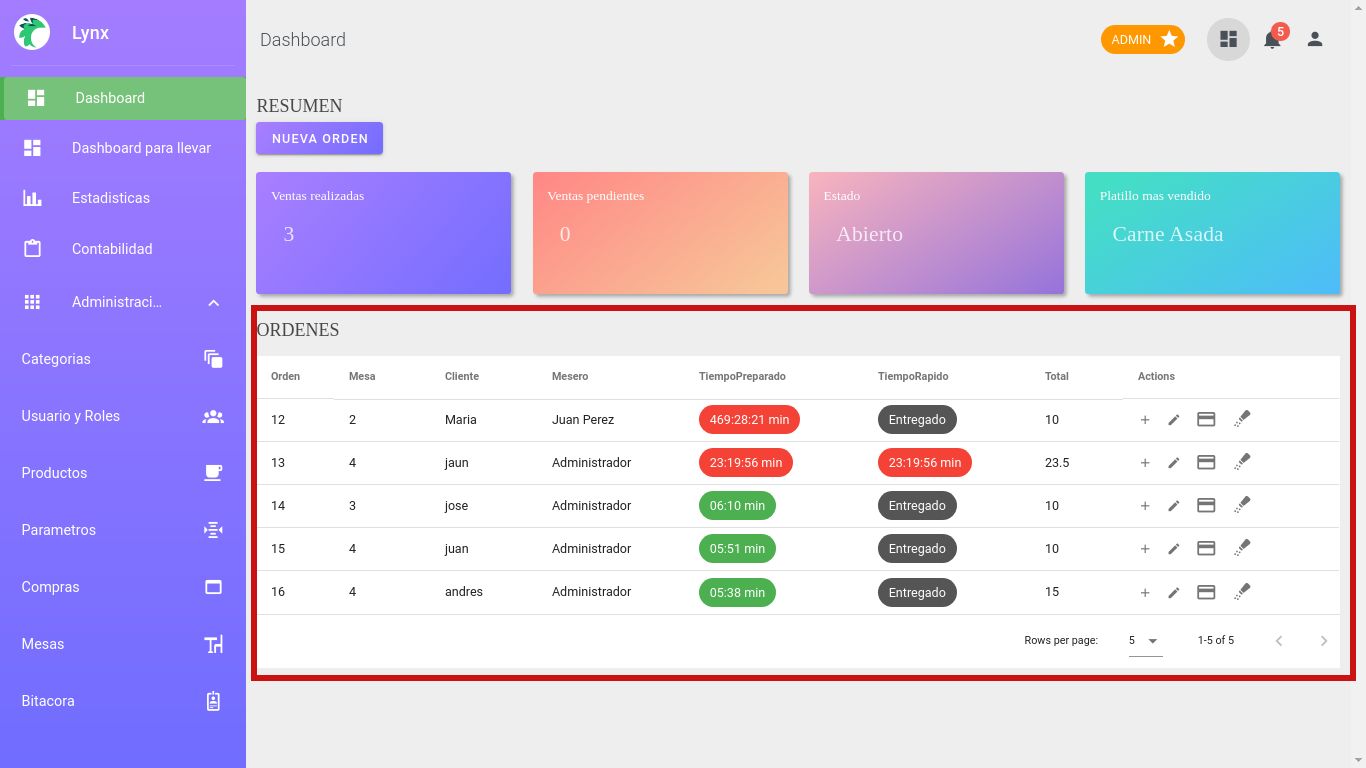 Lynx
Dashboard
Dashboard para llevar
Estadisticas
Contabilidad
Administraci...
Categorias
Usuario y Roles
Productos
Parametros
Compras
Mesas
Bitacora
Dashboard
ADMIN
5
RESUMEN
NUEVA ORDEN
Ventas realizadas
3
Ventas pendientes
0
Estado
Abierto
Platillo mas vendido
Carne Asada
ORDENES
Orden Mesa Cliente Mesero TiempoPreparado TiempoRapido Total Actions
12 2 Maria Juan Perez 469:28:21 min Entregado 10
13 4 jaun Administrador 23:19:56 min 23:19:56 min 23.5
14 3 jose Administrador 06:10 min Entregado 10
15 4 juan Administrador 05:51 min Entregado 10
16 4 andres Administrador 05:38 min Entregado 15
Rows per page: 5 1-5 of 5